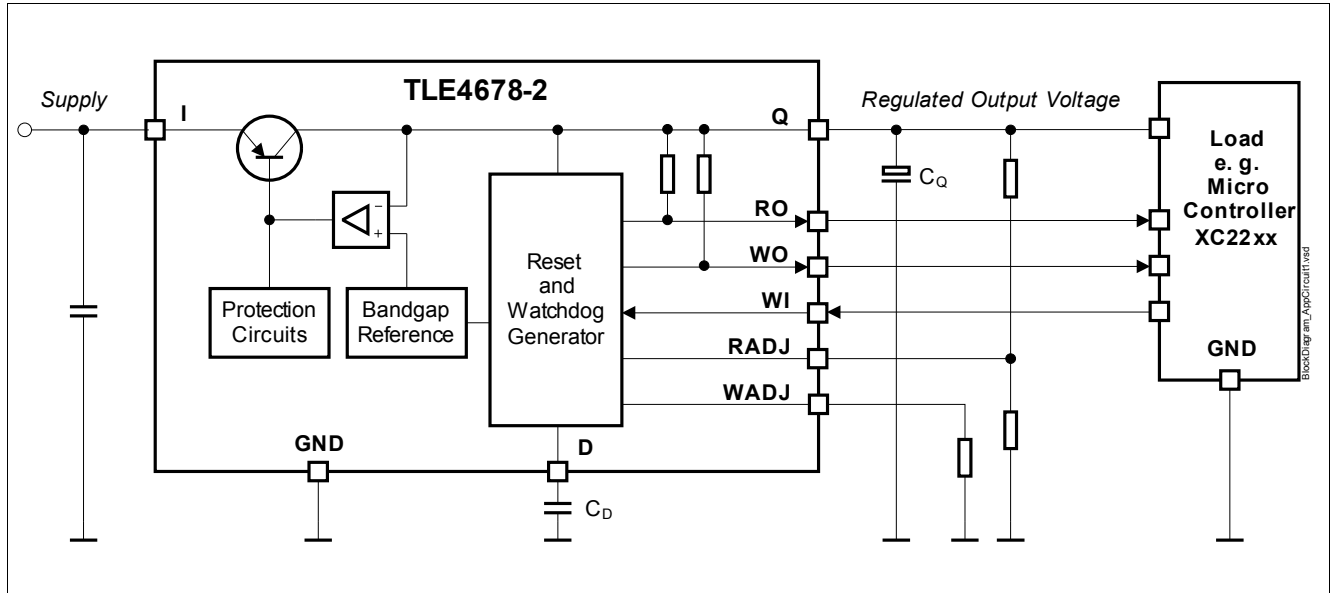 TLE4678-2
Supply
I
Q
Regulated Output Voltage
Load
e. g.
Micro
Controller
XC22xx
CQ
RO
WO
WI
RADJ
WADJ
Reset
and
Watchdog
Generator
Protection
Circuits
Bandgap
Reference
-
+
GND
D
CD
GND
BlockDiagram_AppCircuit1.vsd